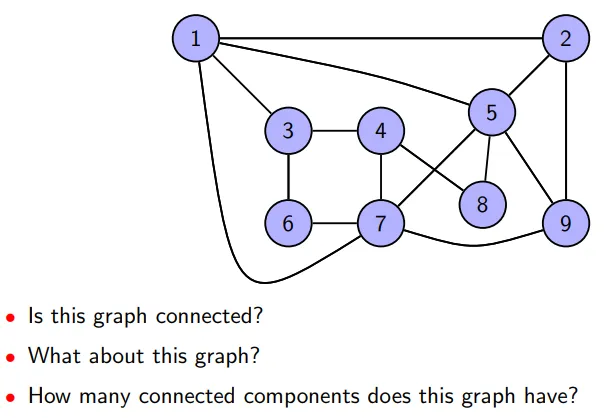 1 2
5
3 4
8
6 7 9
• Is this graph connected?
• What about this graph?
• How many connected components does this graph have?